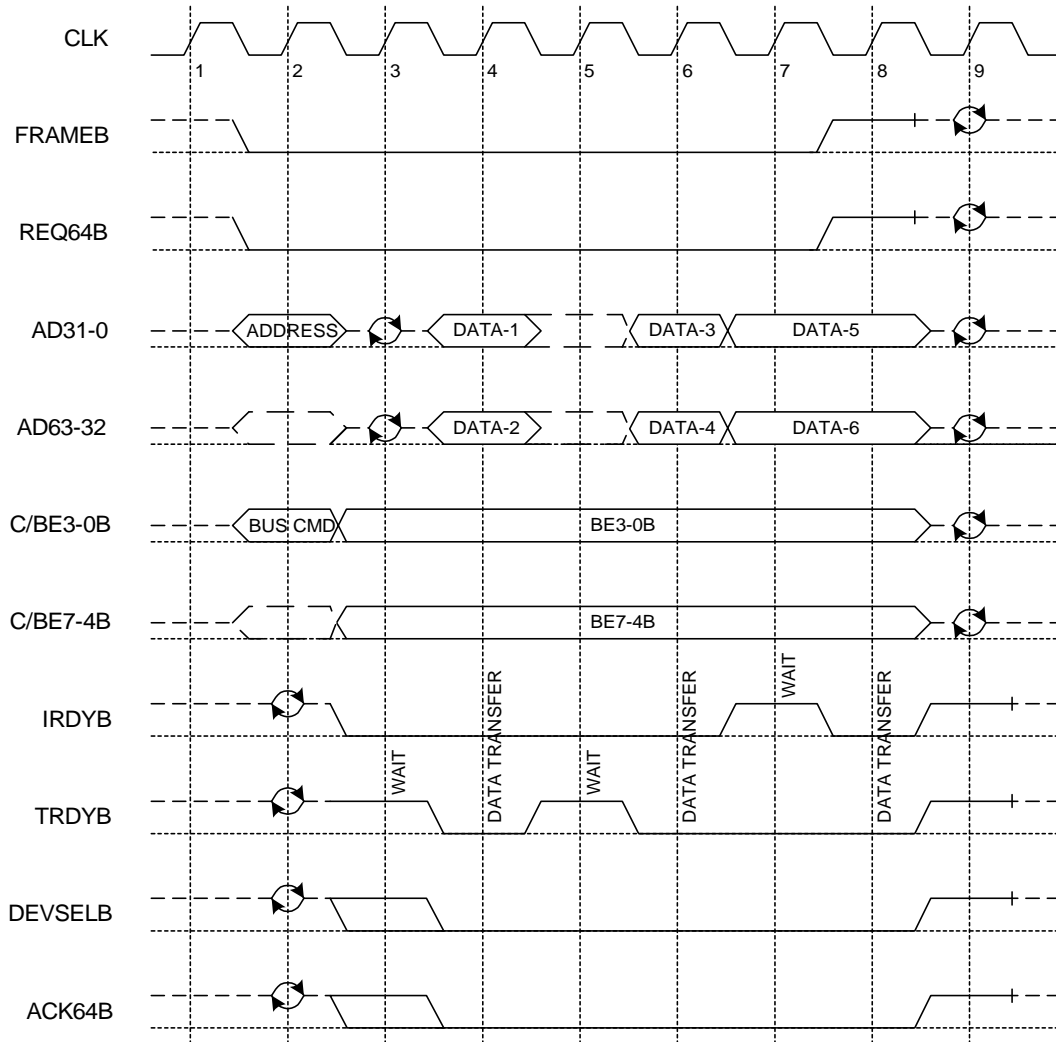 CLK
1 2 3 4 5 6 7 8 9
FRAMEB
REQ64B
AD31-0 ADDRESS DATA-1 DATA-3 DATA-5
AD63-32 DATA-2 DATA-4 DATA-6
C/BE3-0B BUS CMD BE3-0B
C/BE7-4B BE7-4B
IRDYB
WAIT
TRDYB
WAIT
DATA TRANSFER
WAIT
DATA TRANSFER
DATA TRANSFER
DEVSELB
ACK64B